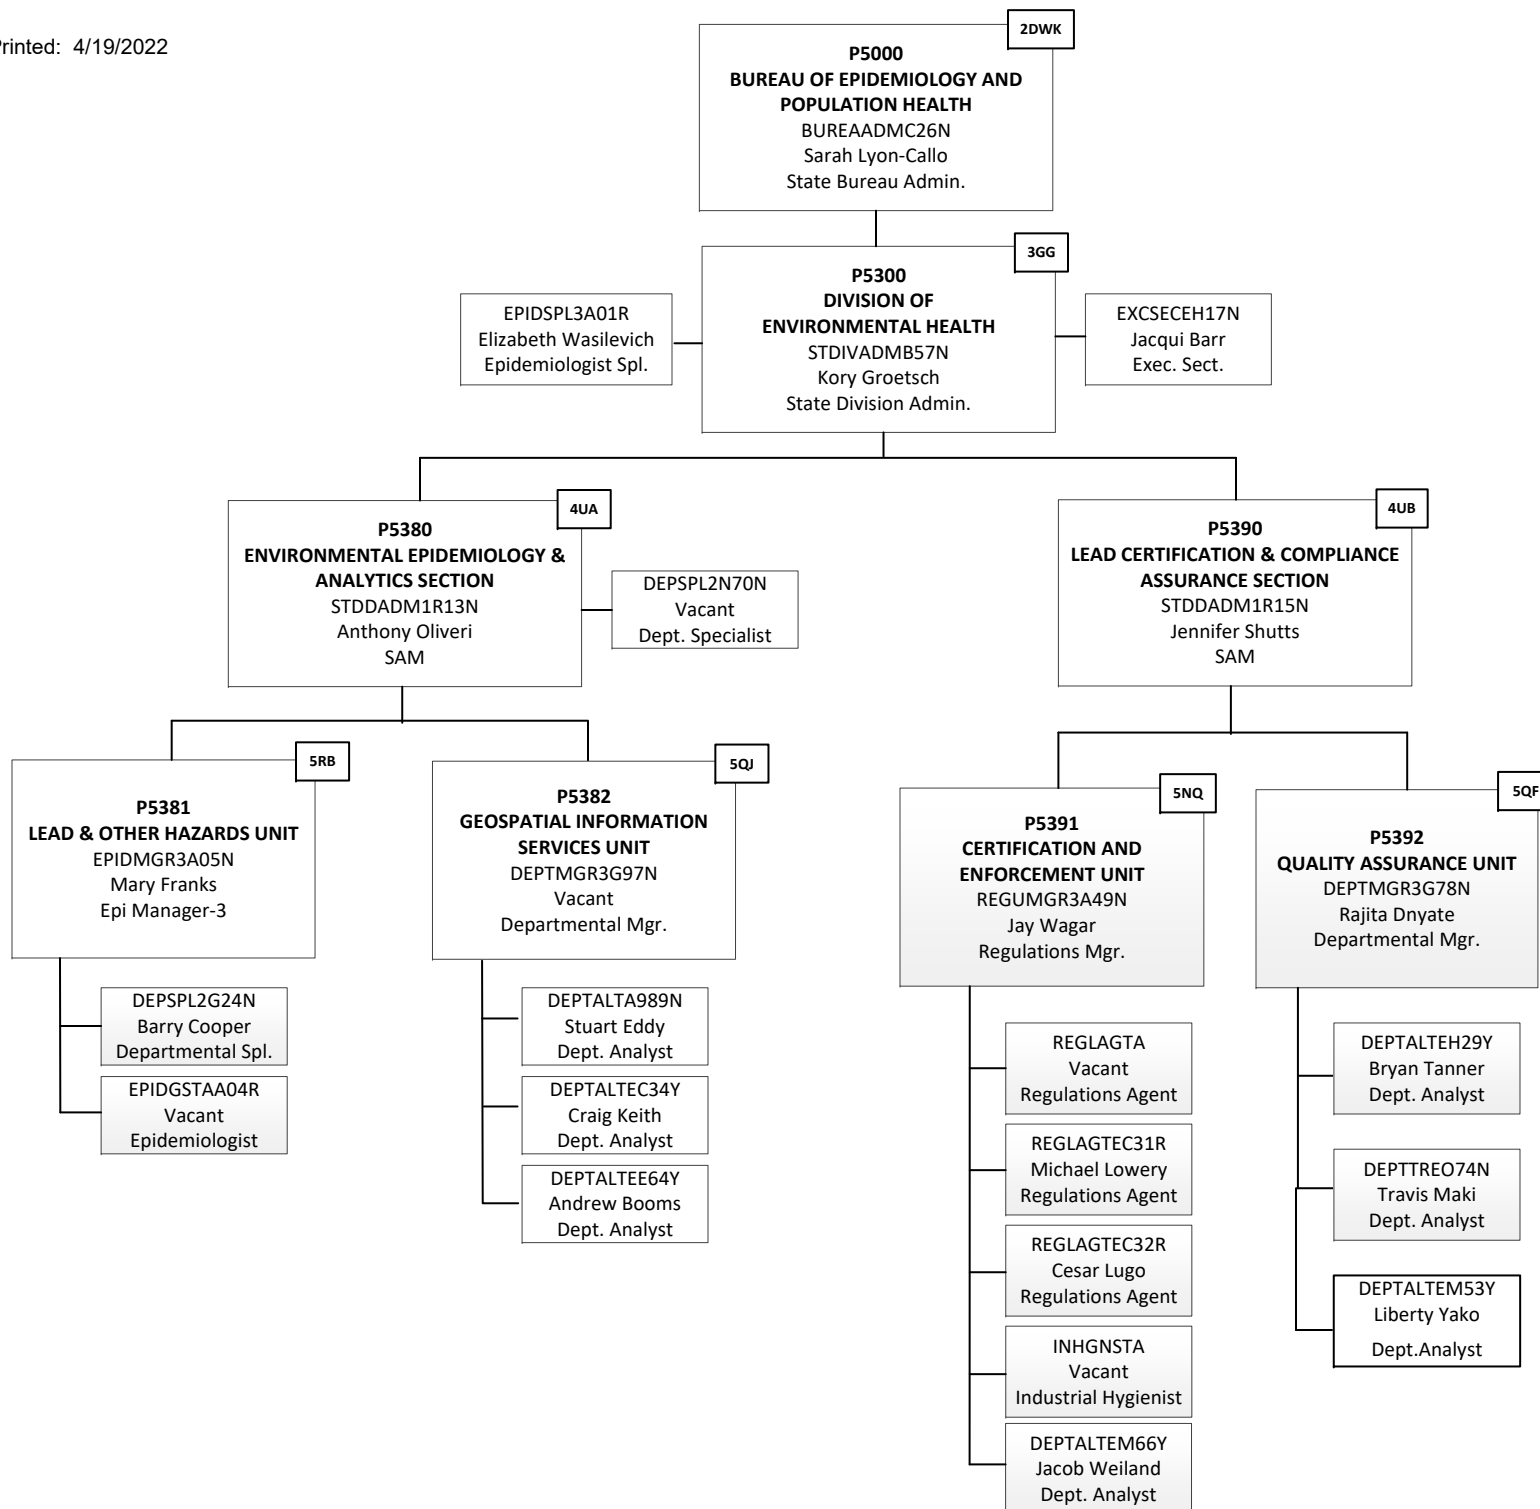 Printed: 4/19/2022
2DWK
P5000
BUREAU OF EPIDEMIOLOGY AND
POPULATION HEALTH
BUREAADMC26N
Sarah Lyon-Callo
State Bureau Admin.
3GG
P5300
DIVISION OF
ENVIRONMENTAL HEALTH
STDIVADMB57N
Kory Groetsch
State Division Admin.
EPIDSPL3A01R
Elizabeth Wasilevich
Epidemiologist Spl.
EXCSECEH17N
Jacqui Barr
Exec. Sect.
4UA
P5380
ENVIRONMENTAL EPIDEMIOLOGY &
ANALYTICS SECTION
STDDADM1R13N
Anthony Oliveri
SAM
DEPSPL2N70N
Vacant
Dept. Specialist
4UB
P5390
LEAD CERTIFICATION & COMPLIANCE
ASSURANCE SECTION
STDDADM1R15N
Jennifer Shutts
SAM
5RB
P5381
LEAD & OTHER HAZARDS UNIT
EPIDMGR3A05N
Mary Franks
Epi Manager-3
DEPSPL2G24N
Barry Cooper
Departmental Spl.
EPIDGSTAA04R
Vacant
Epidemiologist
5QJ
P5382
GEOSPATIAL INFORMATION
SERVICES UNIT
DEPTMGR3G97N
Vacant
Departmental Mgr.
DEPTALTA989N
Stuart Eddy
Dept. Analyst
DEPTALTEC34Y
Craig Keith
Dept. Analyst
DEPTALTEE64Y
Andrew Booms
Dept. Analyst
5NQ
P5391
CERTIFICATION AND
ENFORCEMENT UNIT
REGUMGR3A49N
Jay Wagar
Regulations Mgr.
REGLAGTA
Vacant
Regulations Agent
REGLAGTEC31R
Michael Lowery
Regulations Agent
REGLAGTEC32R
Cesar Lugo
Regulations Agent
INHGNSTA
Vacant
Industrial Hygienist
DEPTALTEM66Y
Jacob Weiland
Dept. Analyst
5QF
P5392
QUALITY ASSURANCE UNIT
DEPTMGR3G78N
Rajita Dnyate
Departmental Mgr.
DEPTALTEH29Y
Bryan Tanner
Dept. Analyst
DEPTTREO74N
Travis Maki
Dept. Analyst
DEPTALTEM53Y
Liberty Yako
Dept.Analyst